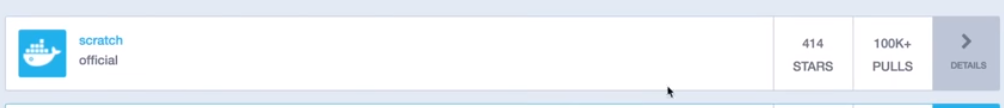 scratch
official
414
STARS
100K+
PULLS
DETAILS